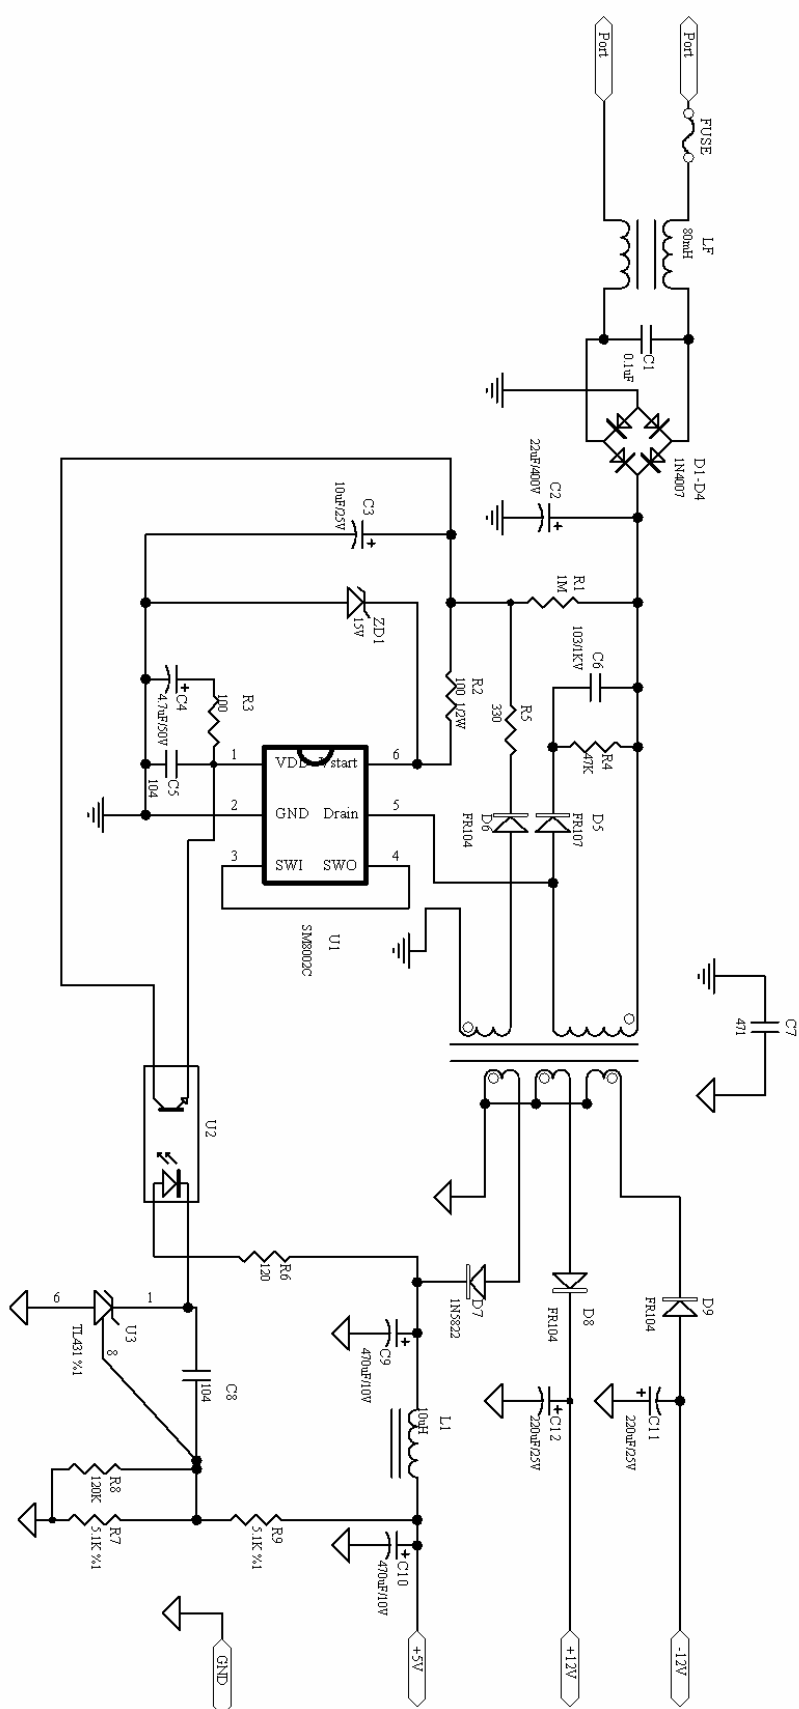 Port
Port
FUSE
LF
80mH
C1
0.1uF
D1-D4
1N4007
C2
22uF/400V
C3
10uF/25V
R1
1M
ZD1
15V
C6
103/1KV
R2
100 1/2W
R5
330
R4
47K
R3
100
C4
4.7uF/50V
C5
104
1
VDD
Vstart
6
2
GND
Drain
5
3
SWI
SWO
4
U1
SM8002C
D6
FR104
D5
FR107
C7
471
U2
R6
120
D7
1N5822
D8
FR104
D9
FR104
6
1
8
U3
TL431 %1
C8
104
C9
470uF/10V
L1
10uH
C12
220uF/25V
C11
220uF/25V
R8
120K
R7
5.1K %1
R9
5.1K %1
C10
470uF/10V
GND
+5V
+12V
-12V